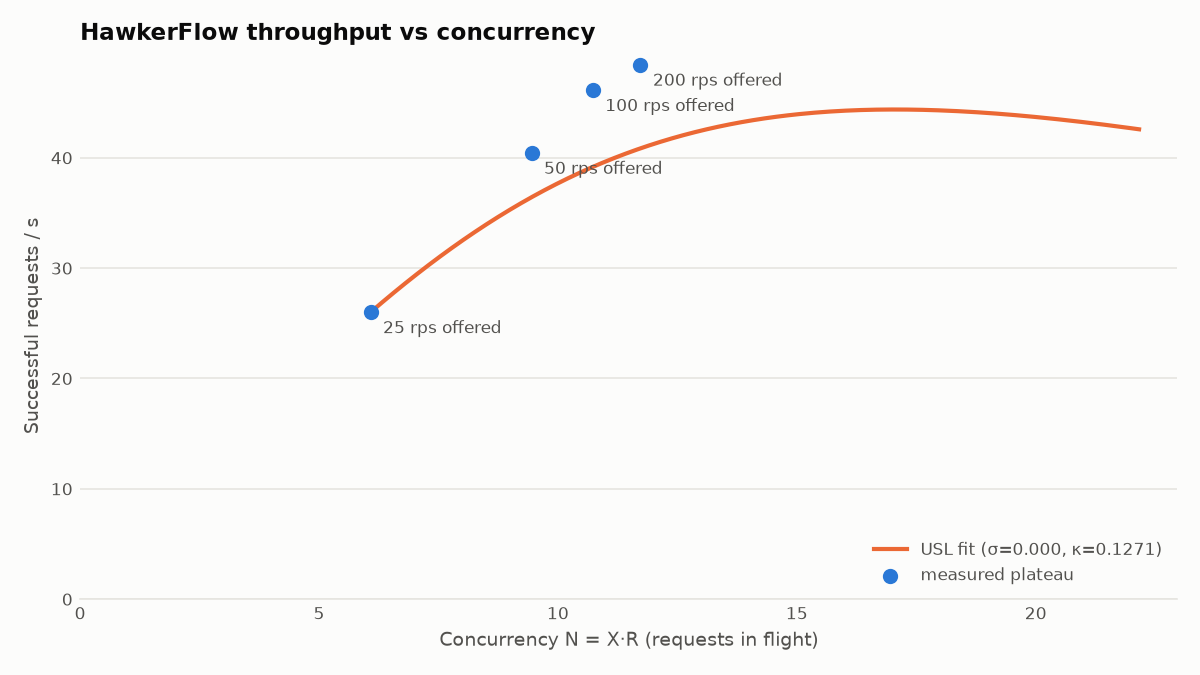 HawkerFlow throughput vs concurrency
200 rps offered
100 rps offered
50 rps offered
25 rps offered
40
30
20
10
0
Successful requests / s
0 5 10 15 20
Concurrency N = X·R (requests in flight)
USL fit (σ=0.000, κ=0.1271)
measured plateau